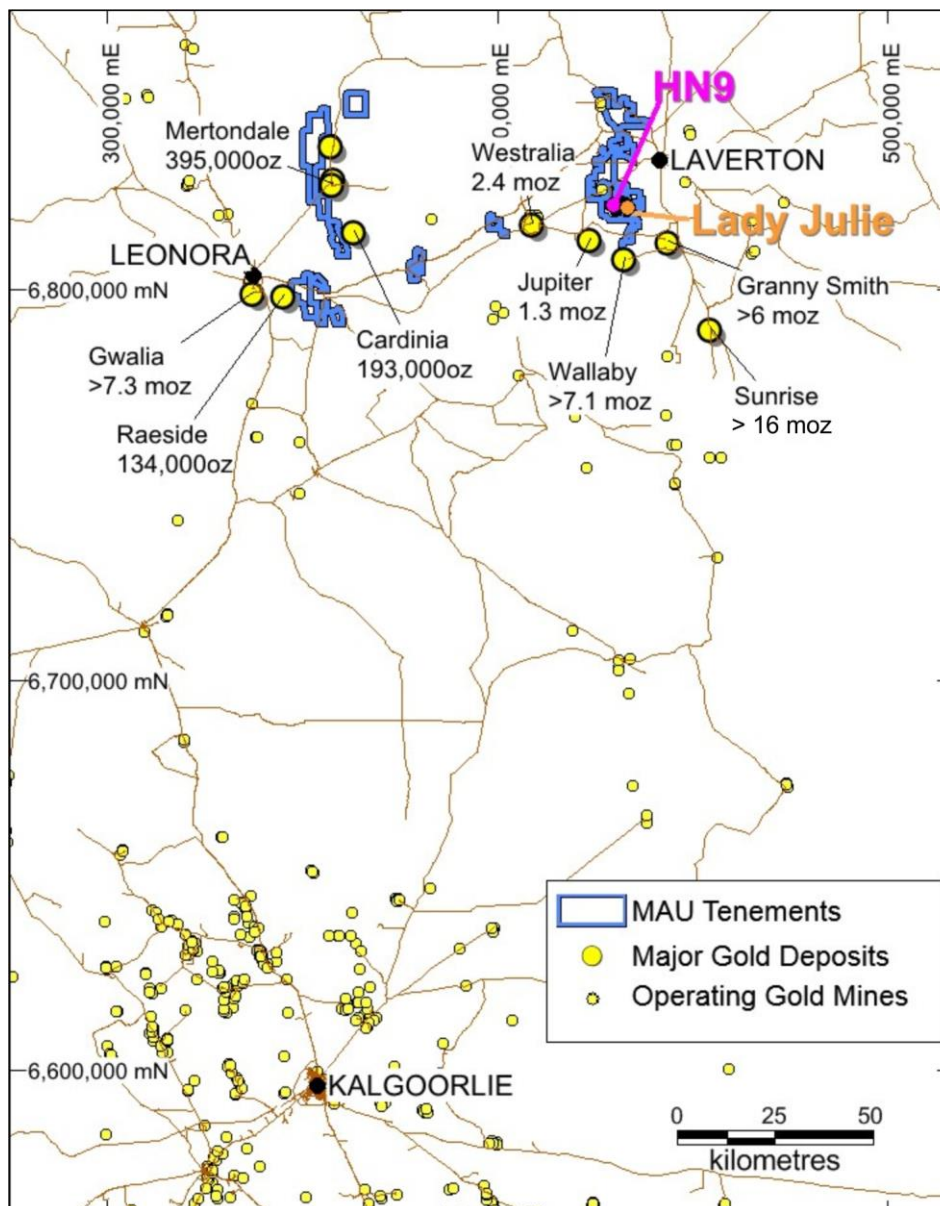 300,000 mE
0,000 mE
500,000 mE
HN9
Mertondale
395,000oz
Westralia
2.4 moz
LAVERTON
Lady Julie
LEONORA
6,800,000 mN
Jupiter
1.3 moz
Granny Smith
>6 moz
Gwalia
>7.3 moz
Cardinia
193,000oz
Wallaby
>7.1 moz
Sunrise
> 16 moz
Raeside
134,000oz
6,700,000 mN
MAU Tenements
Major Gold Deposits
Operating Gold Mines
6,600,000 mN
KALGOORLIE
0 25 50
kilometres